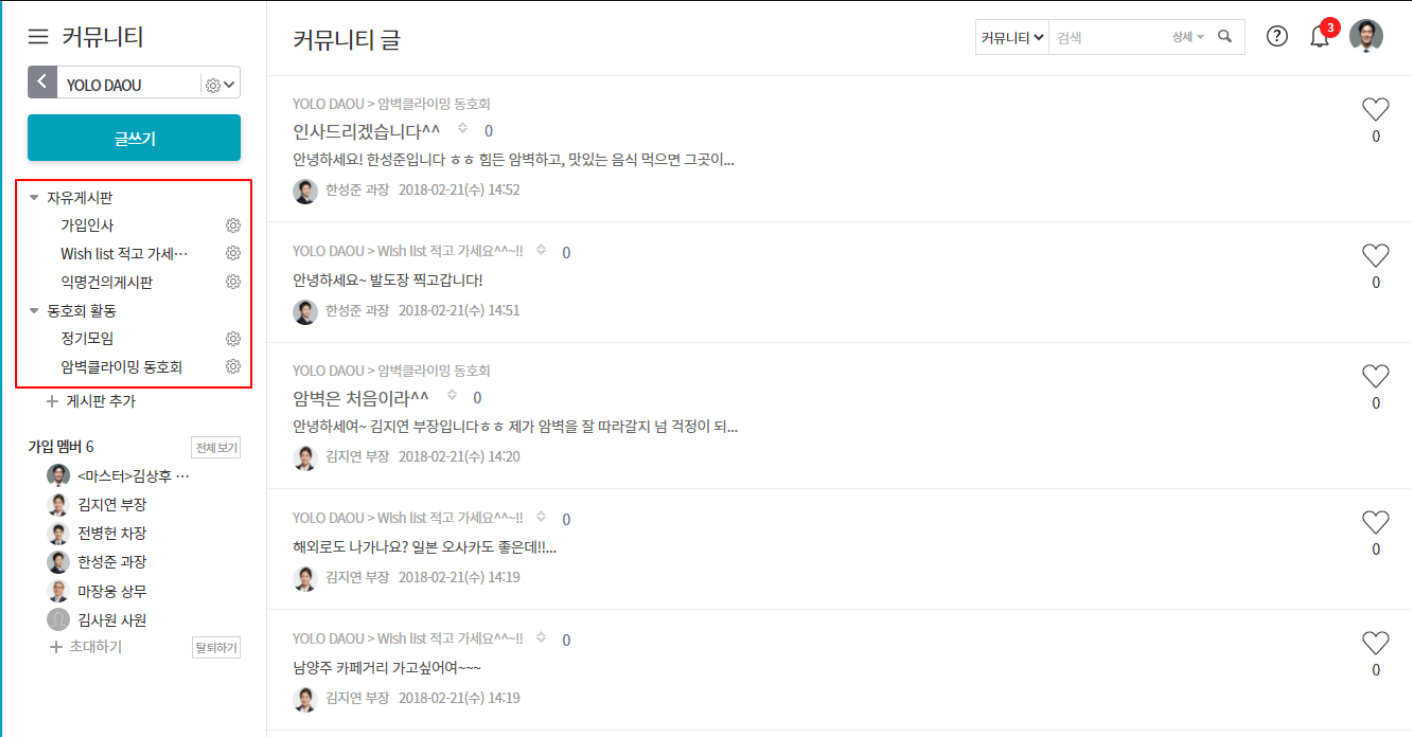 커뮤니티
YOLO DAOU
글쓰기
자유게시판
가입인사
Wish list 적고 가세…
익명건의게시판
동호회 활동
정기모임
암벽클라이밍 동호회
게시판 추가
가입 멤버 6 전체 보기
<마스터>김상후 …
김지연 부장
전병헌 차장
한성준 과장
마장웅 상무
김사원 사원
초대하기 탈퇴하기
커뮤니티 글
커뮤니티 검색 상세
3
YOLO DAOU > 암벽클라이밍 동호회
인사드리겠습니다^^ 0
안녕하세요! 한성준입니다 ㅎㅎ 힘든 암벽하고, 맛있는 음식 먹으면 그곳이...
한성준 과장 2018-02-21(수) 14:52
0
YOLO DAOU > Wish list 적고 가세요^^~!! 0
안녕하세요~ 발도장 찍고갑니다!
한성준 과장 2018-02-21(수) 14:51
0
YOLO DAOU > 암벽클라이밍 동호회
암벽은 처음이라^^ 0
안녕하세여~ 김지연 부장입니다ㅎㅎ 제가 암벽을 잘 따라갈지 넘 걱정이 되...
김지연 부장 2018-02-21(수) 14:20
0
YOLO DAOU > Wish list 적고 가세요^^~!! 0
해외로도 나가나요? 일본 오사카도 좋은데!!...
김지연 부장 2018-02-21(수) 14:19
0
YOLO DAOU > Wish list 적고 가세요^^~!! 0
남양주 카페거리 가고싶어여~~~
김지연 부장 2018-02-21(수) 14:19
0